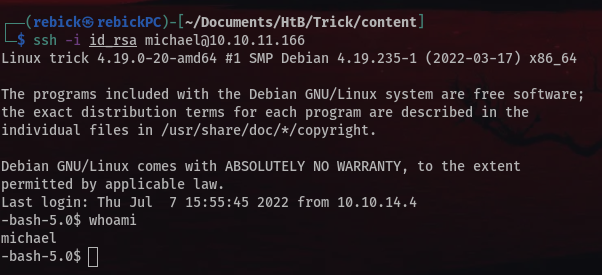 ┌──(rebick㉿rebickPC)-[~/Documents/HtB/Trick/content]
└─$ ssh -i id_rsa michael@10.10.11.166
Linux trick 4.19.0-20-amd64 #1 SMP Debian 4.19.235-1 (2022-03-17) x86_64

The programs included with the Debian GNU/Linux system are free software;
the exact distribution terms for each program are described in the
individual files in /usr/share/doc/*/copyright.

Debian GNU/Linux comes with ABSOLUTELY NO WARRANTY, to the extent
permitted by applicable law.
Last login: Thu Jul  7 15:55:45 2022 from 10.10.14.4
-bash-5.0$ whoami
michael
-bash-5.0$